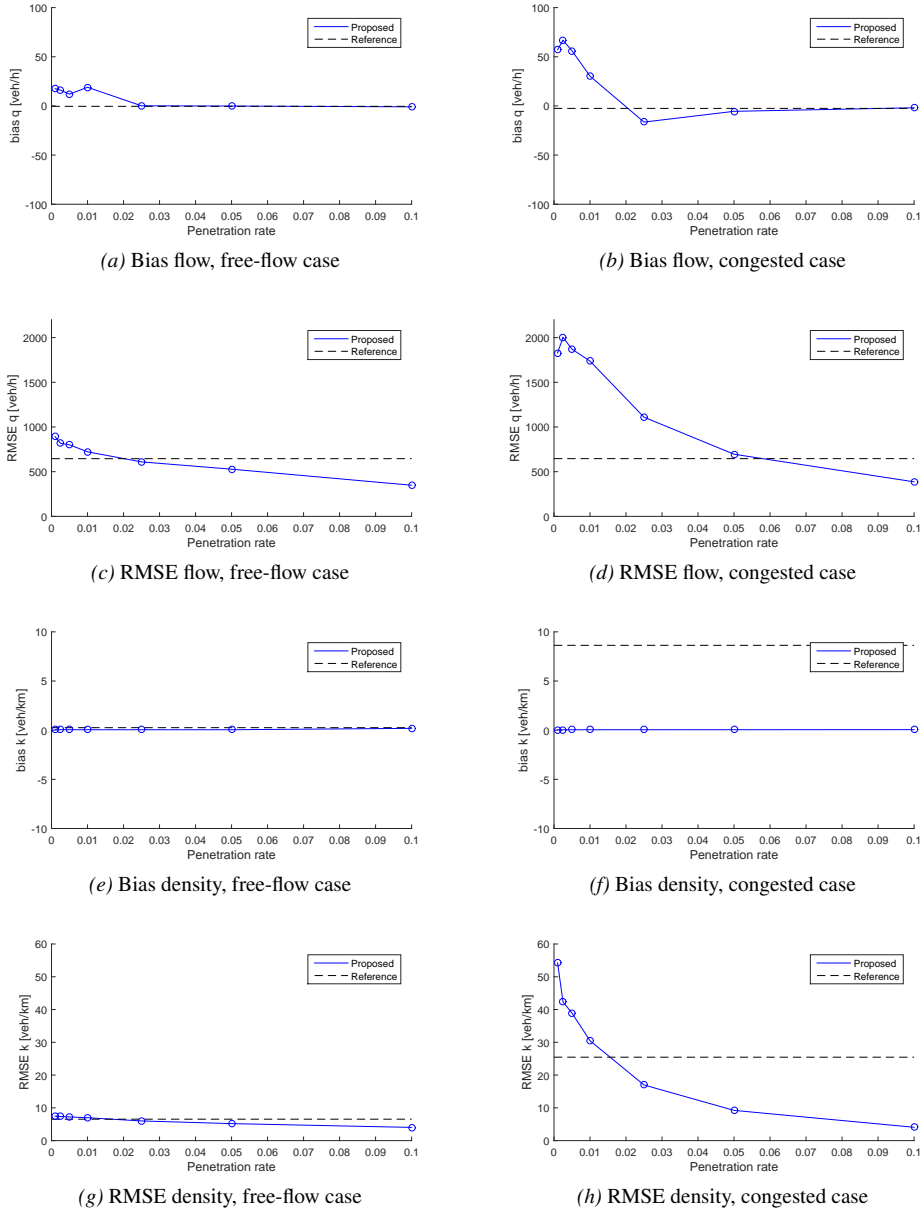 100
50
0
-50
-100
bias q [veh/h]
0 0.01 0.02 0.03 0.04 0.05 0.06 0.07 0.08 0.09 0.1
Penetration rate
Proposed
Reference
(a) Bias flow, free-flow case
100
50
0
-50
-100
bias q [veh/h]
0 0.01 0.02 0.03 0.04 0.05 0.06 0.07 0.08 0.09 0.1
Penetration rate
Proposed
Reference
(b) Bias flow, congested case
2000
1500
1000
500
0
RMSE q [veh/h]
0 0.01 0.02 0.03 0.04 0.05 0.06 0.07 0.08 0.09 0.1
Penetration rate
Proposed
Reference
(c) RMSE flow, free-flow case
2000
1500
1000
500
0
RMSE q [veh/h]
0 0.01 0.02 0.03 0.04 0.05 0.06 0.07 0.08 0.09 0.1
Penetration rate
Proposed
Reference
(d) RMSE flow, congested case
10
5
0
-5
-10
bias k [veh/km]
0 0.01 0.02 0.03 0.04 0.05 0.06 0.07 0.08 0.09 0.1
Penetration rate
Proposed
Reference
(e) Bias density, free-flow case
10
5
0
-5
-10
bias k [veh/km]
0 0.01 0.02 0.03 0.04 0.05 0.06 0.07 0.08 0.09 0.1
Penetration rate
Proposed
Reference
(f) Bias density, congested case
60
50
40
30
20
10
0
RMSE k [veh/km]
0 0.01 0.02 0.03 0.04 0.05 0.06 0.07 0.08 0.09 0.1
Penetration rate
Proposed
Reference
(g) RMSE density, free-flow case
60
50
40
30
20
10
0
RMSE k [veh/km]
0 0.01 0.02 0.03 0.04 0.05 0.06 0.07 0.08 0.09 0.1
Penetration rate
Proposed
Reference
(h) RMSE density, congested case